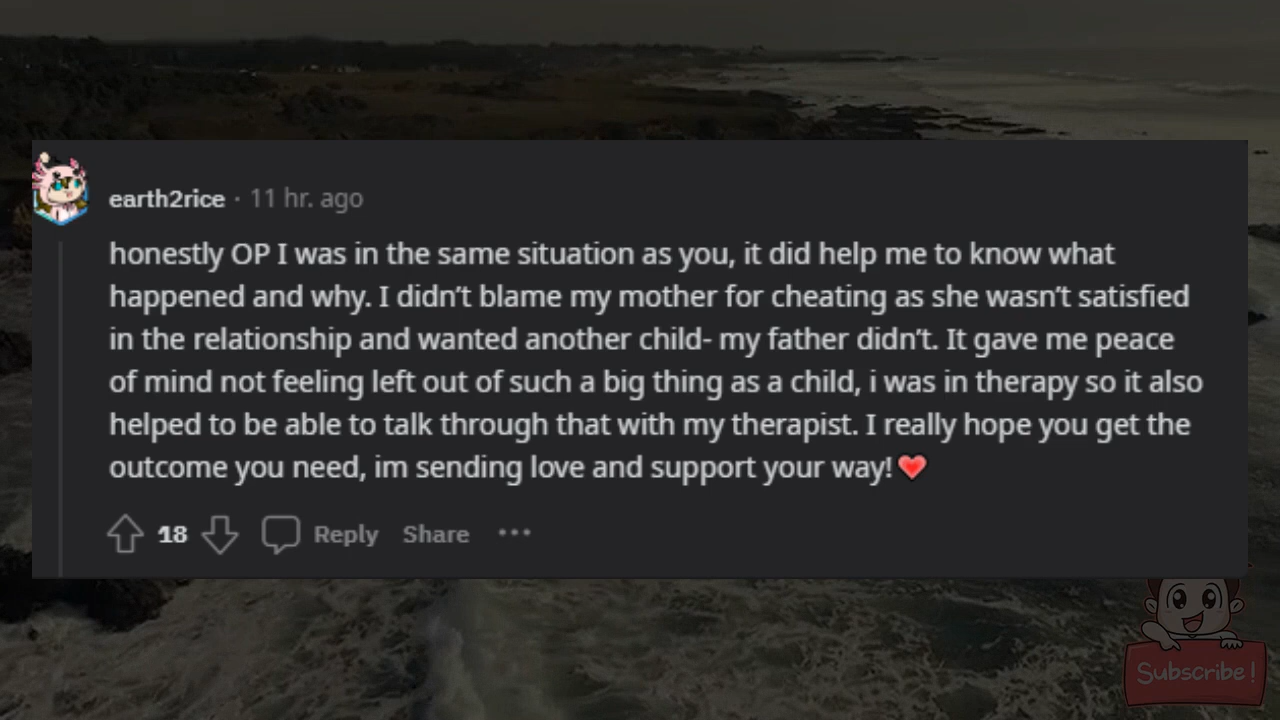 earth2rice · 11 hr. ago
honestly OP I was in the same situation as you, it did help me to know what
happened and why. I didn’t blame my mother for cheating as she wasn’t satisfied
in the relationship and wanted another child- my father didn’t. It gave me peace
of mind not feeling left out of such a big thing as a child, i was in therapy so it also
helped to be able to talk through that with my therapist. I really hope you get the
outcome you need, im sending love and support your way!❤️
18 Reply Share ···
Subscribe!